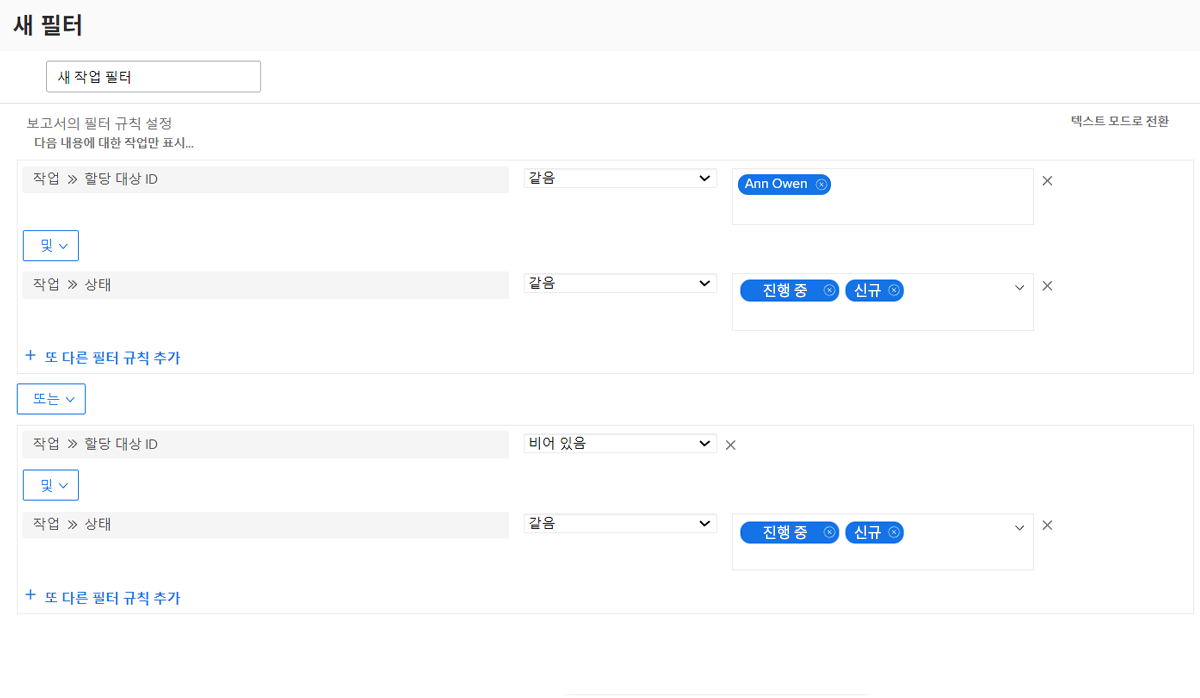 새 필터
새 작업 필터
보고서의 필터 규칙 설정
텍스트 모드로 전환
다음 내용에 대한 작업만 표시...
작업 » 할당 대상 ID 같음 Ann Owen
및
작업 » 상태 같음 진행 중 신규
+ 또 다른 필터 규칙 추가
또는
작업 » 할당 대상 ID 비어 있음
및
작업 » 상태 같음 진행 중 신규
+ 또 다른 필터 규칙 추가